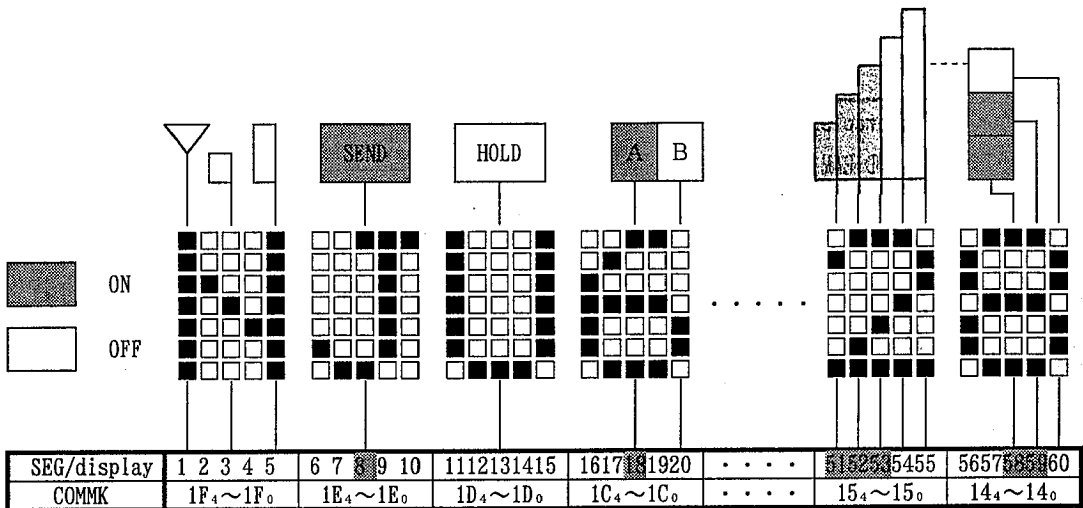 SEND HOLD A B
ON
OFF
· · · · ·
SEG/display 1 2 3 4 5 6 7 8 9 10 1112131415 1617181920 · · · · 5152535455 5657585960
COMMK 1F₄~1F₀ 1E₄~1E₀ 1D₄~1D₀ 1C₄~1C₀ · · · · 15₄~15₀ 14₄~14₀